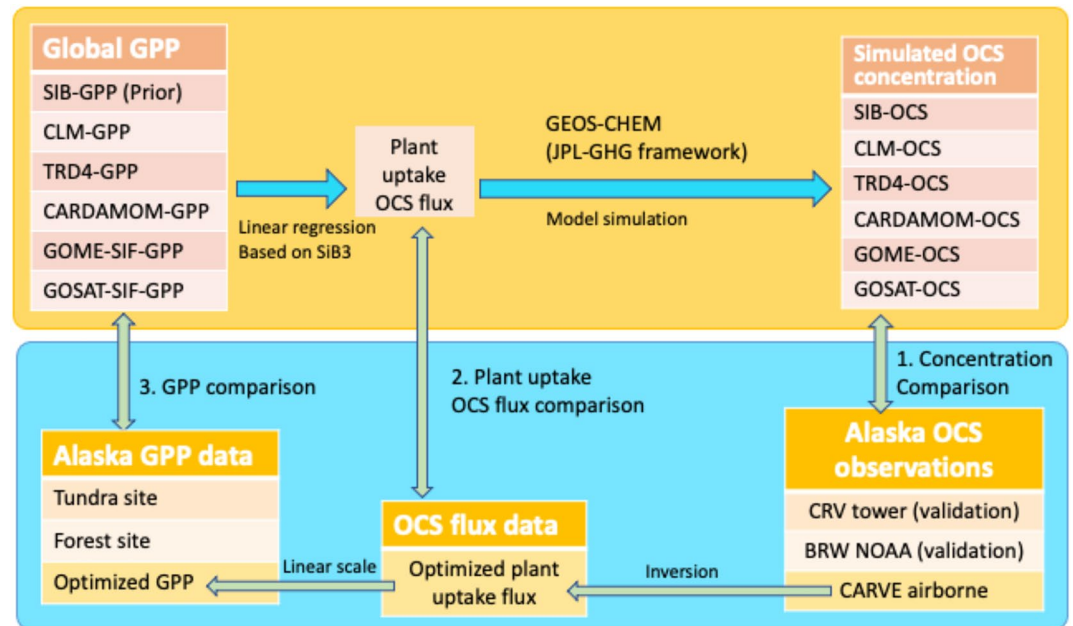 Global GPP
SIB-GPP (Prior)
CLM-GPP
TRD4-GPP
CARDAMOM-GPP
GOME-SIF-GPP
GOSAT-SIF-GPP
Linear regression
Based on SiB3
Plant
uptake
OCS flux
GEOS-CHEM
(JPL-GHG framework)
Model simulation
Simulated OCS
concentration
SIB-OCS
CLM-OCS
TRD4-OCS
CARDAMOM-OCS
GOME-OCS
GOSAT-OCS
3. GPP comparison
2. Plant uptake
OCS flux comparison
1. Concentration
Comparison
Alaska GPP data
Tundra site
Forest site
Optimized GPP
Linear scale
OCS flux data
Optimized plant
uptake flux
Inversion
Alaska OCS
observations
CRV tower (validation)
BRW NOAA (validation)
CARVE airborne